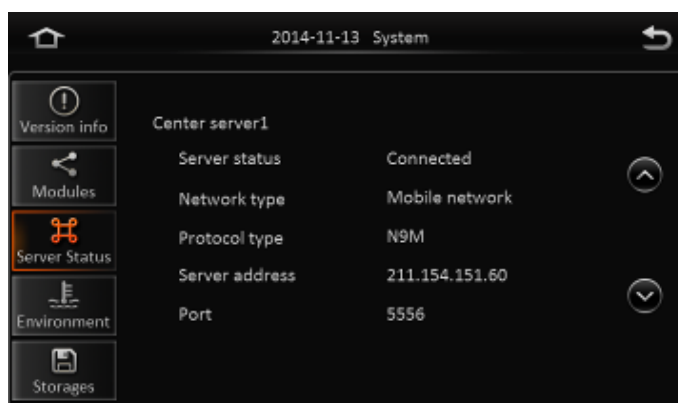 2014-11-13 System
Version info
Modules
Server Status
Environment
Storages
Center server1
Server status Connected
Network type Mobile network
Protocol type N9M
Server address 211.154.151.60
Port 5556